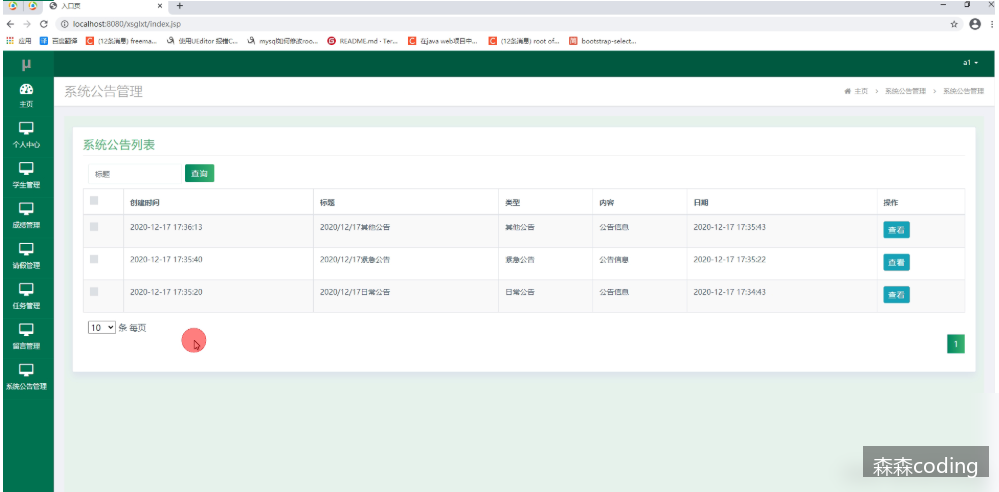 入口页
localhost:8080/xsglxt/index.jsp
应用 百度翻译 (12条消息) freema... 使用UEditor 报错C... mysql如何修改roo... README.md · Ter... 在java web项目中... (12条消息) root of... bootstrap-select...
μ
a1
主页
个人中心
学生管理
成绩管理
请假管理
任务管理
留言管理
系统公告管理
系统公告管理
主页 > 系统公告管理 > 系统公告管理
系统公告列表
标题 查询
创建时间 标题 类型 内容 日期 操作
2020-12-17 17:36:13 2020/12/17其他公告 其他公告 公告信息 2020-12-17 17:35:43 查看
2020-12-17 17:35:40 2020/12/17紧急公告 紧急公告 公告信息 2020-12-17 17:35:22 查看
2020-12-17 17:35:20 2020/12/17日常公告 日常公告 公告信息 2020-12-17 17:34:43 查看
10 条 每页
1
森森coding